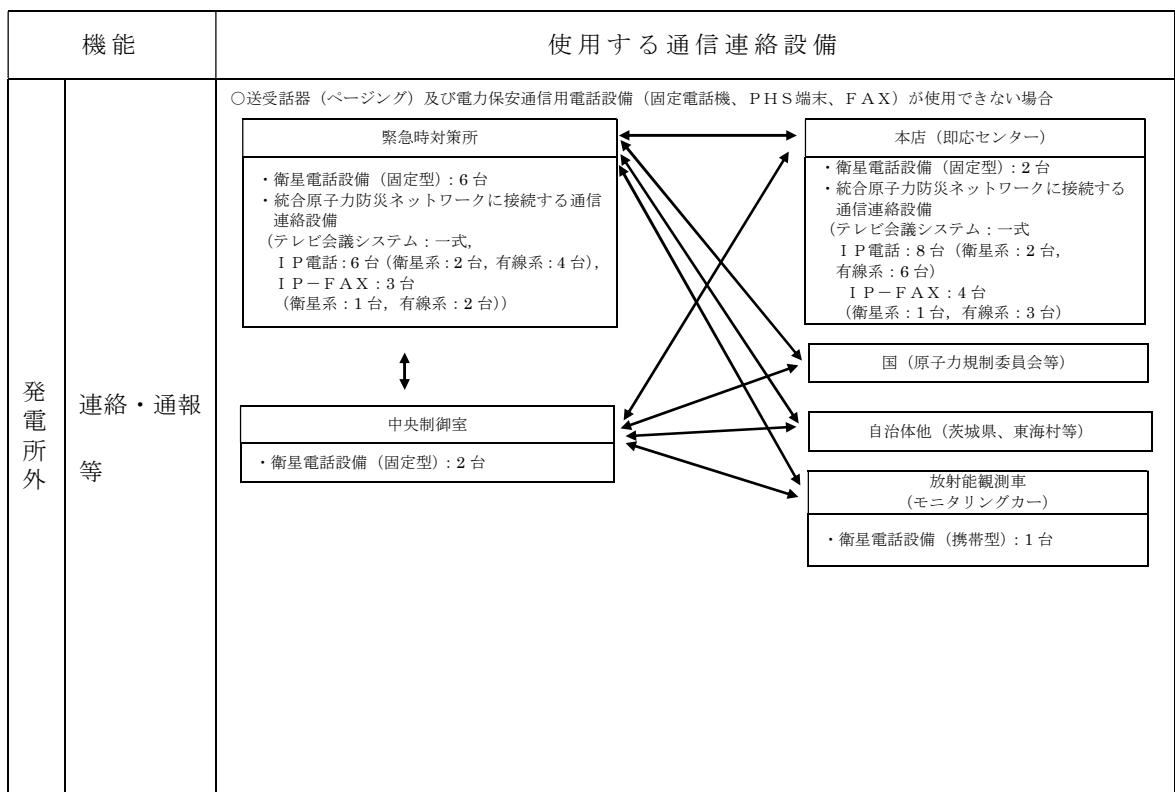 機能
使用する通信連絡設備
発電所外
連絡・通報
等
○送受話器（ページング）及び電力保安通信用電話設備（固定電話機、ＰＨＳ端末、ＦＡＸ）が使用できない場合
緊急時対策所
・衛星電話設備（固定型）：6 台
・統合原子力防災ネットワークに接続する通信
連絡設備
（テレビ会議システム：一式，
ＩＰ電話：6 台（衛星系：2 台，有線系：4 台），
ＩＰ－ＦＡＸ：3 台
（衛星系：1 台，有線系：2 台））
中央制御室
・衛星電話設備（固定型）：2 台
本店（即応センター）
・衛星電話設備（固定型）：2 台
・統合原子力防災ネットワークに接続する
通信連絡設備
（テレビ会議システム：一式
ＩＰ電話：8 台（衛星系：2 台，
有線系：6 台）
ＩＰ－ＦＡＸ：4 台
（衛星系：1 台，有線系：3 台）
国（原子力規制委員会等）
自治体他（茨城県、東海村等）
放射能観測車
（モニタリングカー）
・衛星電話設備（携帯型）：1 台